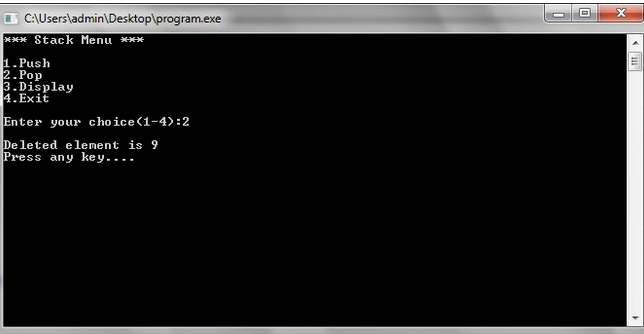 C:\Users\admin\Desktop\program.exe
*** Stack Menu ***
1.Push
2.Pop
3.Display
4.Exit
Enter your choice(1-4):2
Deleted element is 9
Press any key....